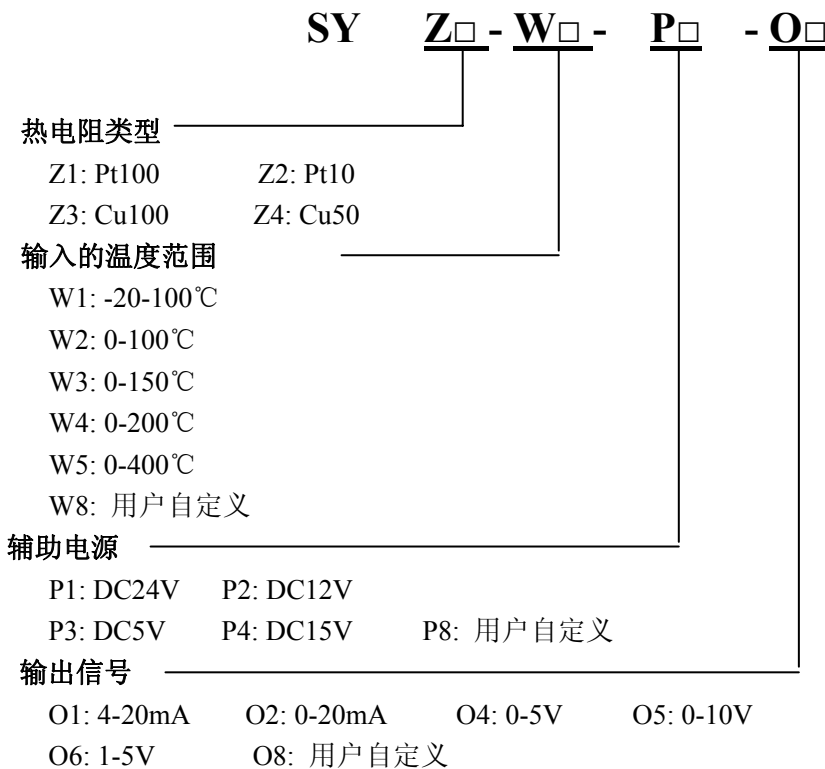 SY Z□ - W□ - P□ - O□
热电阻类型
Z1: Pt100 Z2: Pt10
Z3: Cu100 Z4: Cu50
输入的温度范围
W1: -20-100℃
W2: 0-100℃
W3: 0-150℃
W4: 0-200℃
W5: 0-400℃
W8: 用户自定义
辅助电源
P1: DC24V P2: DC12V
P3: DC5V P4: DC15V P8: 用户自定义
输出信号
O1: 4-20mA O2: 0-20mA O4: 0-5V O5: 0-10V
O6: 1-5V O8: 用户自定义